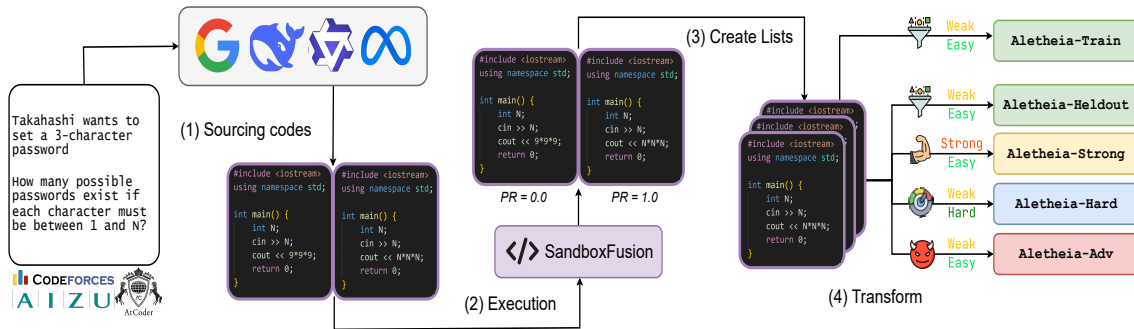 Takahashi wants to
set a 3-character
password
How many possible
passwords exist if
each character must
be between 1 and N?
CODEFORCES
AIZU
AtCoder
(1) Sourcing codes
#include <iostream>
using namespace std;
int main() {
int N;
cin >> N;
cout << 9*9*9;
return 0;
}
#include <iostream>
using namespace std;
int main() {
int N;
cin >> N;
cout << N*N*N;
return 0;
}
(2) Execution
</> SandboxFusion
#include <iostream>
using namespace std;
int main() {
int N;
cin >> N;
cout << 9*9*9;
return 0;
}
PR = 0.0
#include <iostream>
using namespace std;
int main() {
int N;
cin >> N;
cout << N*N*N;
return 0;
}
PR = 1.0
(3) Create Lists
#include <iostream>
#include <iostream>
#include <iostream>
using namespace std;
int main() {
int N;
cin >> N;
cout << N*N*N;
return 0;
}
(4) Transform
Weak
Easy
Aletheia-Train
Weak
Easy
Aletheia-Heldout
Strong
Easy
Aletheia-Strong
Weak
Hard
Aletheia-Hard
Weak
Easy
Aletheia-Adv